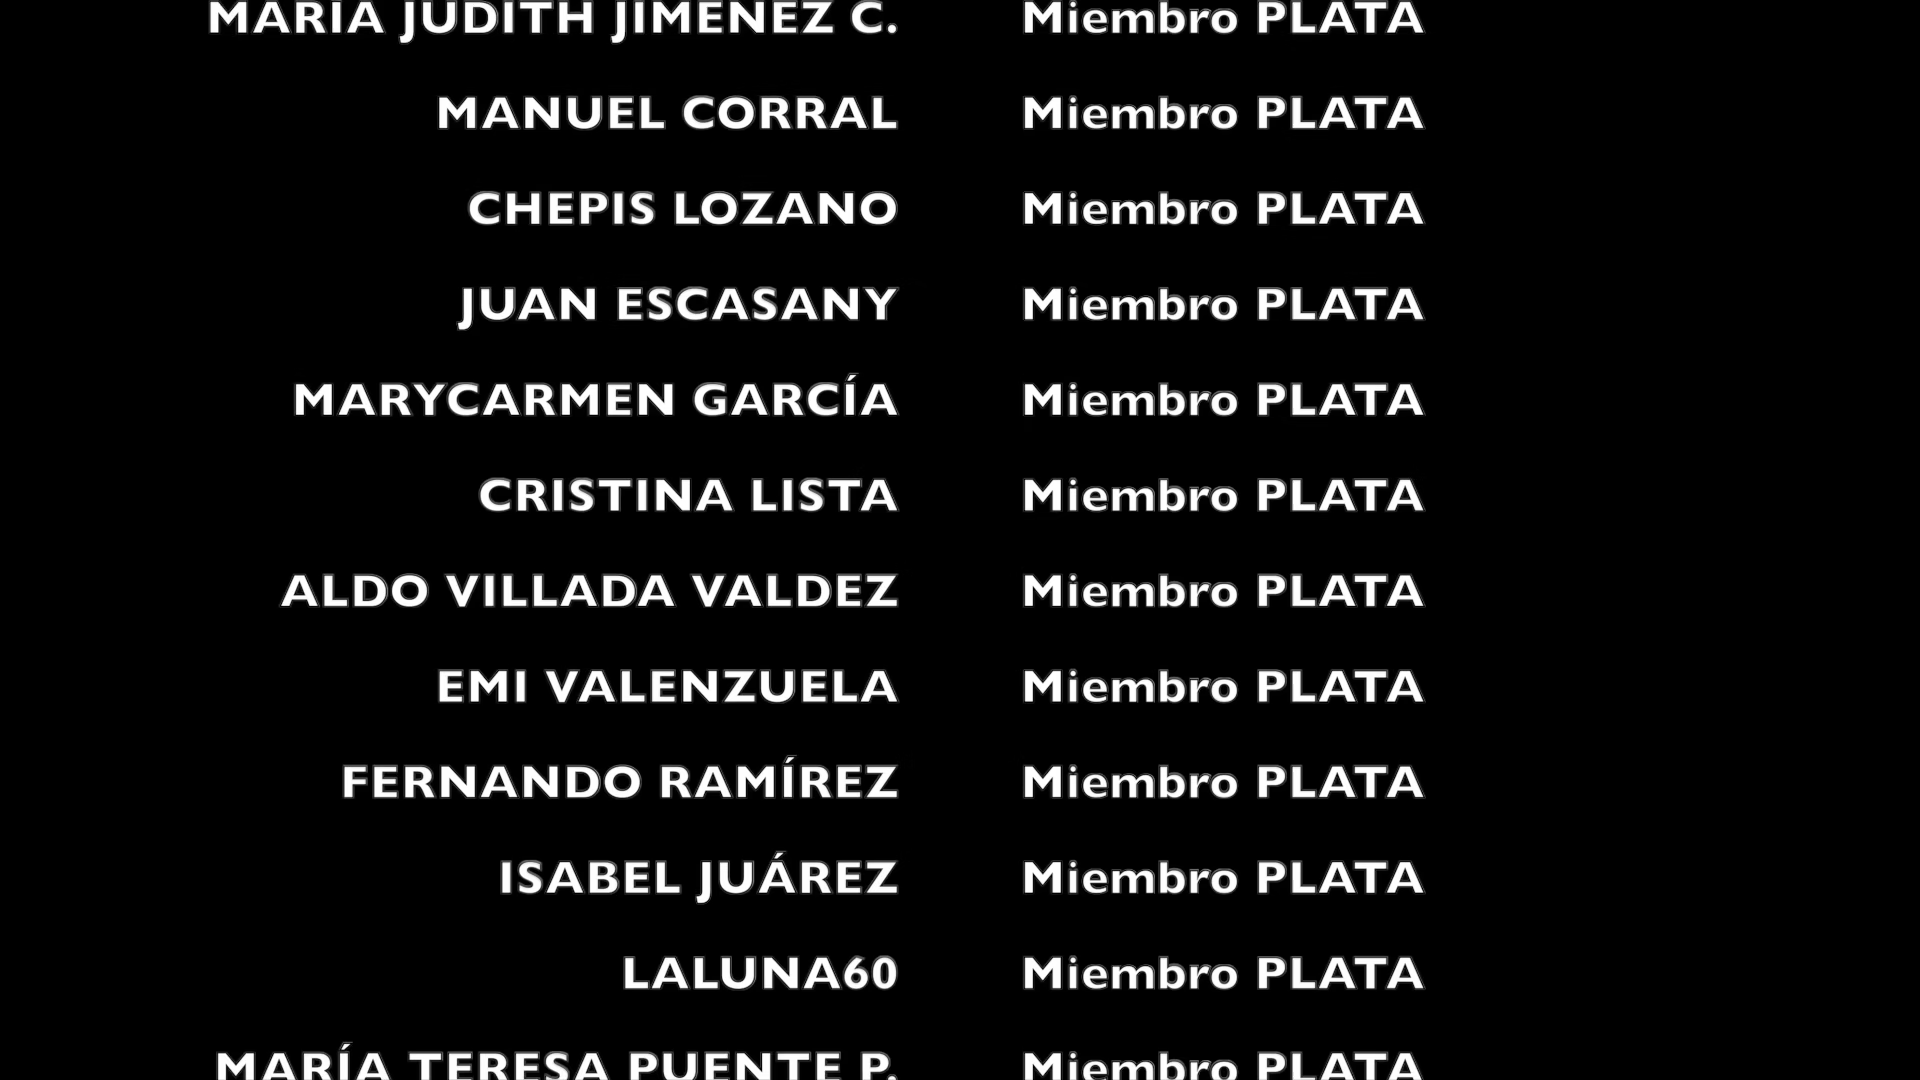 MARÍA JUDITH JIMÉNEZ C. Miembro PLATA
MANUEL CORRAL Miembro PLATA
CHEPIS LOZANO Miembro PLATA
JUAN ESCASANY Miembro PLATA
MARYCARMEN GARCÍA Miembro PLATA
CRISTINA LISTA Miembro PLATA
ALDO VILLADA VALDEZ Miembro PLATA
EMI VALENZUELA Miembro PLATA
FERNANDO RAMÍREZ Miembro PLATA
ISABEL JUÁREZ Miembro PLATA
LALUNA60 Miembro PLATA
MARÍA TERESA PUENTE P. Miembro PLATA